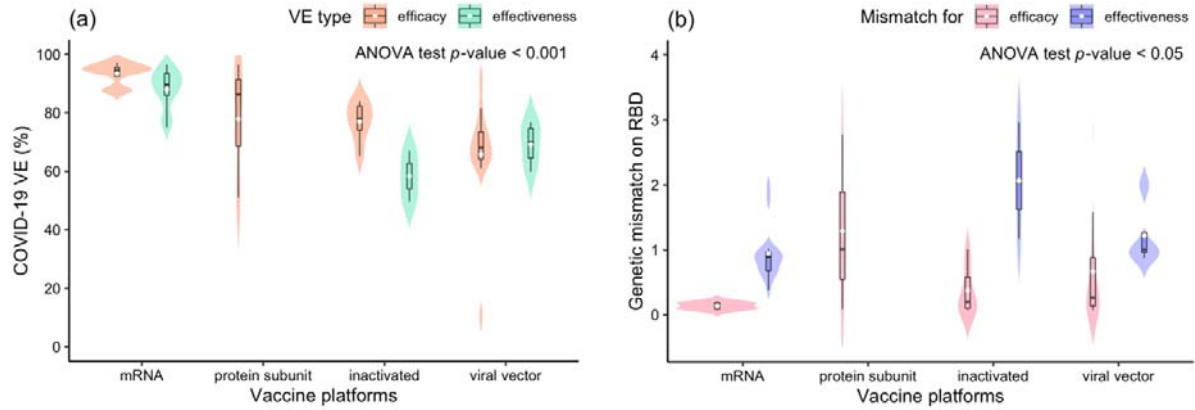 (a)
VE type efficacy effectiveness
ANOVA test p-value < 0.001
COVID-19 VE (%)
100
80
60
40
20
0
mRNA protein subunit inactivated viral vector
Vaccine platforms
(b)
Mismatch for efficacy effectiveness
ANOVA test p-value < 0.05
Genetic mismatch on RBD
4
3
2
1
0
mRNA protein subunit inactivated viral vector
Vaccine platforms